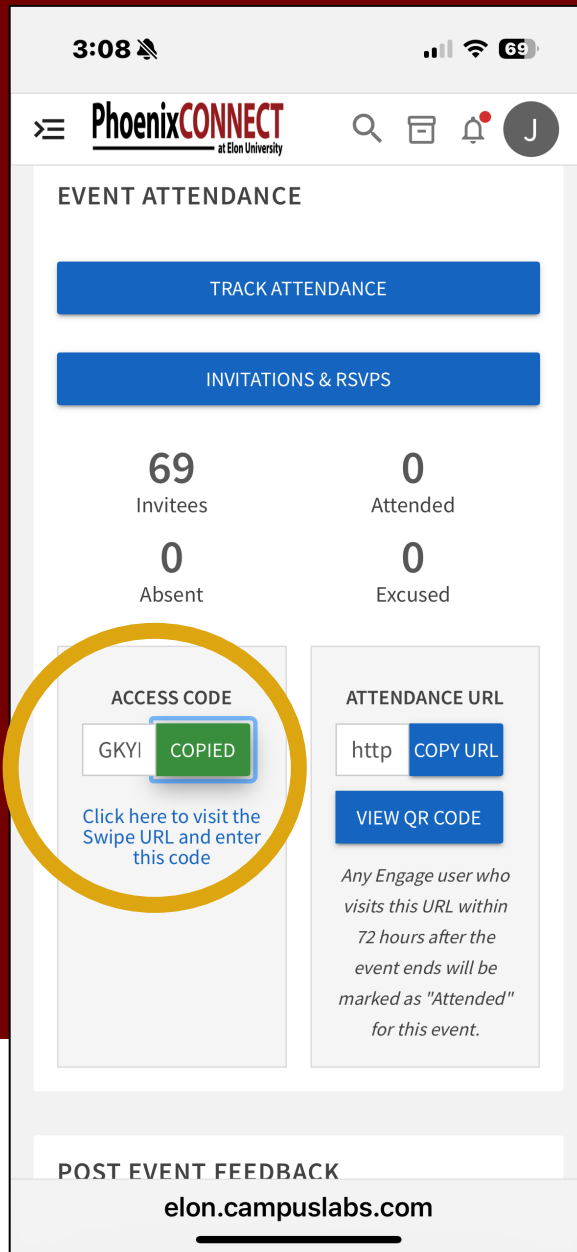 3:08
69
PhoenixCONNECT
at Elon University
J
EVENT ATTENDANCE
TRACK ATTENDANCE
INVITATIONS & RSVPS
69
Invitees
0
Attended
0
Absent
0
Excused
ACCESS CODE
GKYI
COPIED
Click here to visit the
Swipe URL and enter
this code
ATTENDANCE URL
http
COPY URL
VIEW QR CODE
Any Engage user who
visits this URL within
72 hours after the
event ends will be
marked as "Attended"
for this event.
POST EVENT FEEDBACK
elon.campuslabs.com